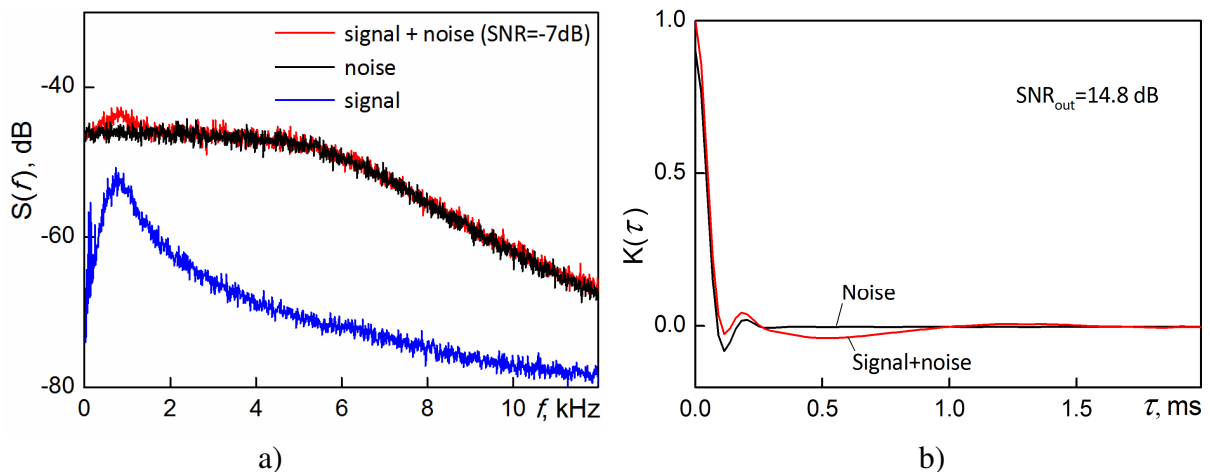 signal + noise (SNR=-7dB)
noise
signal
S(f), dB
-40
-60
-80
0
2
4
6
8
10
f, kHz
a)
K(τ)
1.0
0.5
0.0
SNRout=14.8 dB
Noise
Signal+noise
0.0
0.5
1.0
1.5
τ, ms
b)